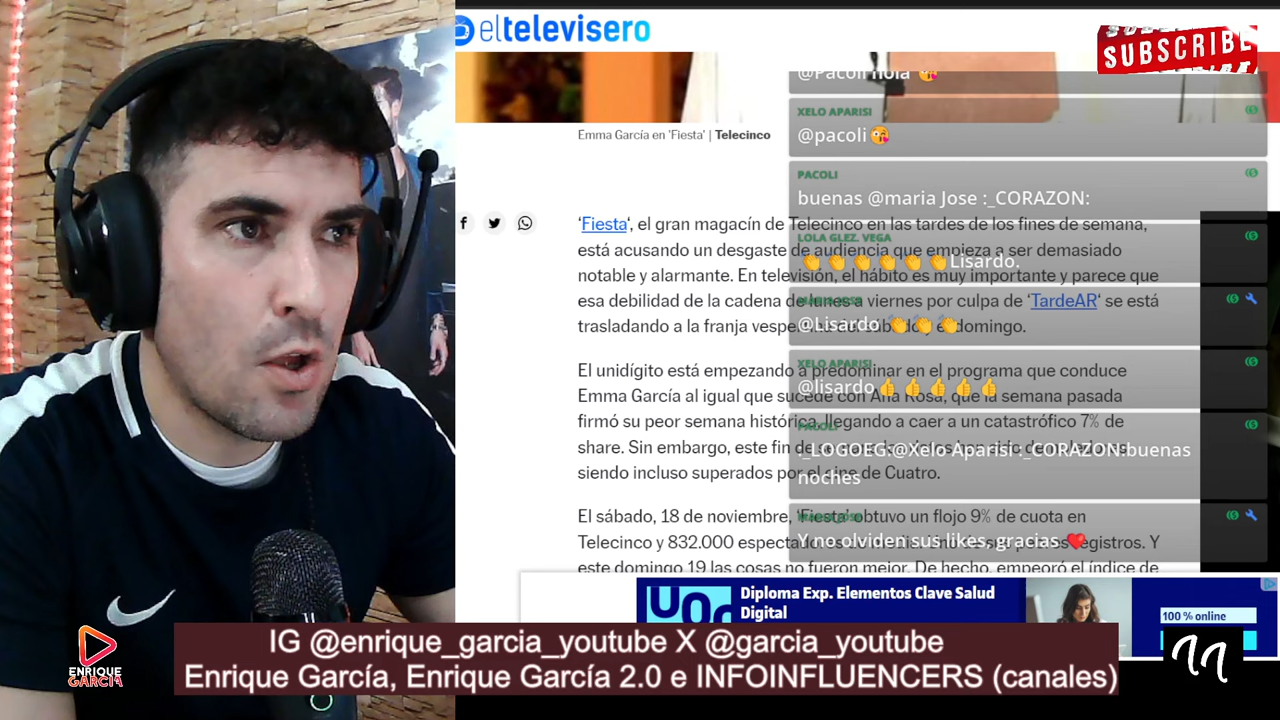 eltelevisero
SUBSCRIBE
@Pacoli hola 😘
Emma García en 'Fiesta' | Telecinco
XELO APARISI
@pacoli😘
PACOLI
buenas @maria Jose :_CORAZON:
'Fiesta', el gran magacín de Telecinco en las tardes de los fines de semana,
LOLA GLEZ. VEGA
está acusando un desgaste de audiencia que empieza a ser demasiado
👏👏👏👏👏👏Lisardo.
notable y alarmante. En televisión, el hábito es muy importante y parece que
esa debilidad de la cadena de lunes a viernes por culpa de 'TardeAR' se está
@Lisardo 👏👏👏
trasladando a la franja domingo.
XELO APARISI
El unidígito está empezando a predominar en el programa que conduce
@lisardo👍👍👍👍👍
Emma García al igual que sucede con Ana Rosa, que la semana pasada
firmó su peor semana histórica, llegando a caer a un catastrófico 7% de
PACOLI
share. Sin embargo, este fin de
:_LOGOEG:@Xelo Aparisi :_CORAZON:buenas
noches
siendo incluso superados por el cine de Cuatro.
El sábado, 18 de noviembre, 'Fiesta' obtuvo un flojo 9% de cuota en
Y no olviden sus likes, gracias ❤️
Telecinco y 832.000 registros. Y
este domingo 19 las cosas no fueron mejor. De hecho, empeoró el índice de
UOC
Diploma Exp. Elementos Clave Salud
Digital
100 % online
IG @enrique_garcia_youtube X @garcia_youtube
Enrique García, Enrique García 2.0 e INFOINFLUENCERS (canales)
ENRIQUE
GARCÍA